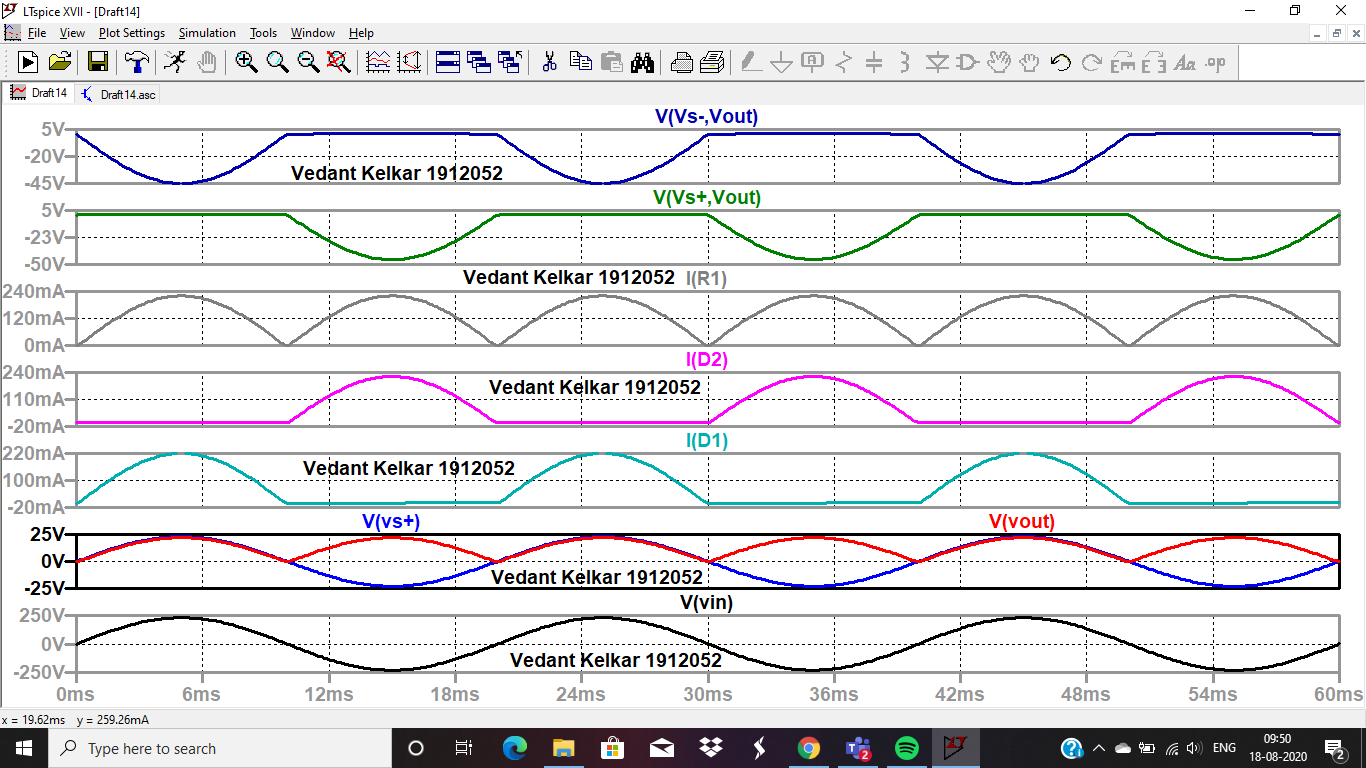 LTspice XVII - [Draft14]
File View Plot Settings Simulation Tools Window Help
Draft14 Draft14.asc
V(Vs-,Vout)
5V
-20V
-45V
Vedant Kelkar 1912052
V(Vs+,Vout)
5V
-23V
-50V
Vedant Kelkar 1912052 I(R1)
240mA
120mA
0mA
I(D2)
240mA
110mA
-20mA
Vedant Kelkar 1912052
I(D1)
220mA
100mA
-20mA
Vedant Kelkar 1912052
V(vs+) V(vout)
25V
0V
-25V
Vedant Kelkar 1912052
V(vin)
250V
0V
-250V
Vedant Kelkar 1912052
0ms 6ms 12ms 18ms 24ms 30ms 36ms 42ms 48ms 54ms 60ms
x = 19.62ms y = 259.26mA
Type here to search
2
ENG
09:50
18-08-2020
2